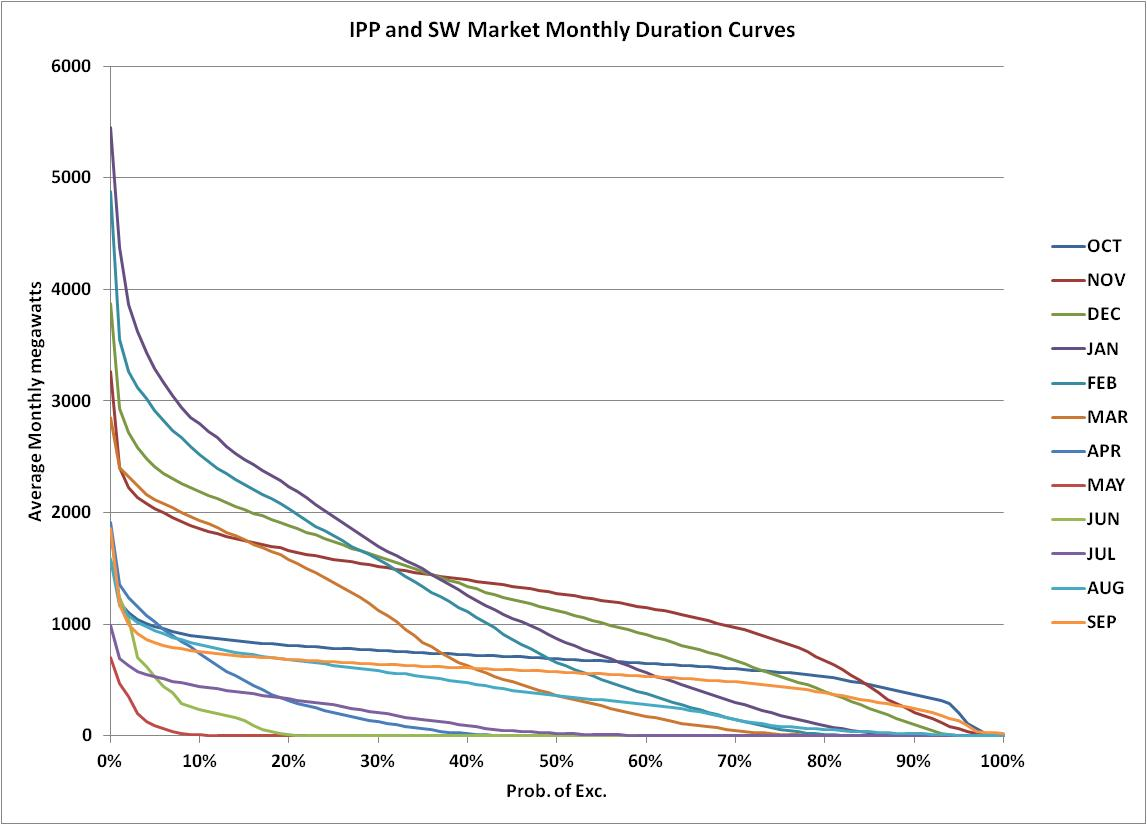 IPP and SW Market Monthly Duration Curves
6000
5000
4000
3000
2000
1000
0
Average Monthly megawatts
0% 10% 20% 30% 40% 50% 60% 70% 80% 90% 100%
Prob. of Exc.
OCT
NOV
DEC
JAN
FEB
MAR
APR
MAY
JUN
JUL
AUG
SEP